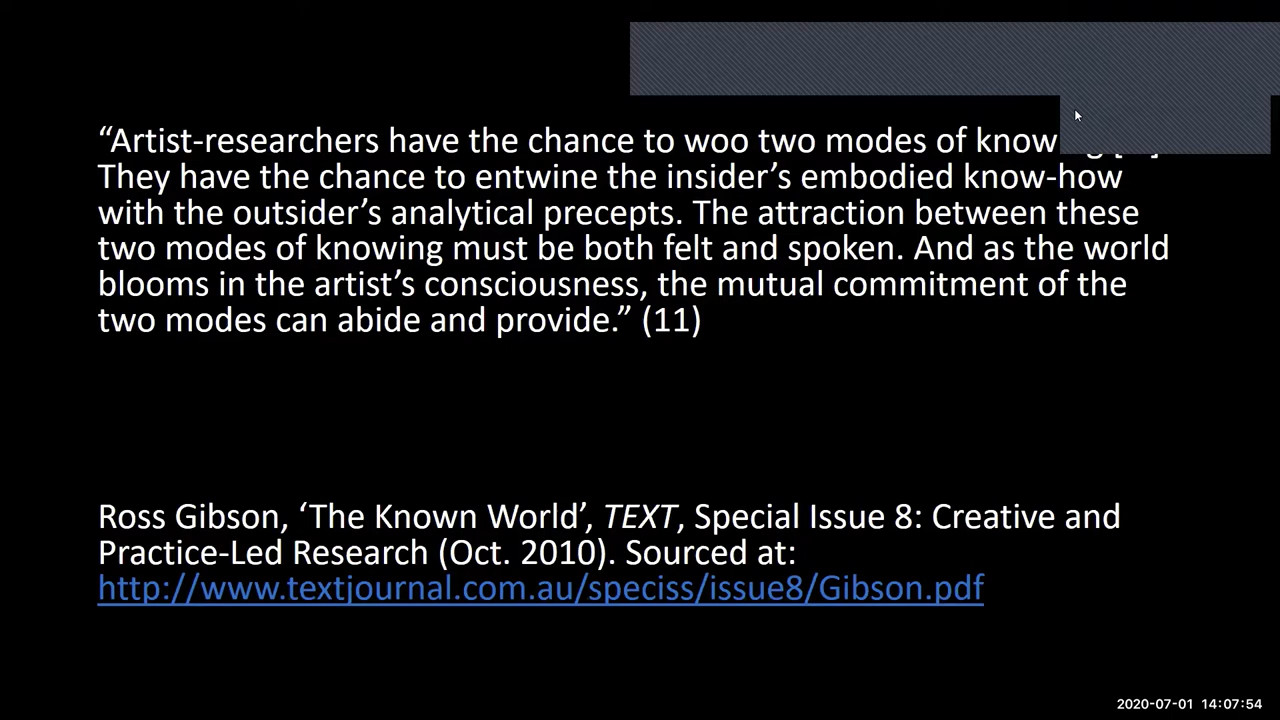 “Artist-researchers have the chance to woo two modes of
They have the chance to entwine the insider’s embodied know-how
with the outsider’s analytical precepts. The attraction between these
two modes of knowing must be both felt and spoken. And as the world
blooms in the artist’s consciousness, the mutual commitment of the
two modes can abide and provide.” (11)
Ross Gibson, ‘The Known World’, TEXT, Special Issue 8: Creative and
Practice-Led Research (Oct. 2010). Sourced at:
http://www.textjournal.com.au/speciss/issue8/Gibson.pdf
2020-07-01 14:07:54